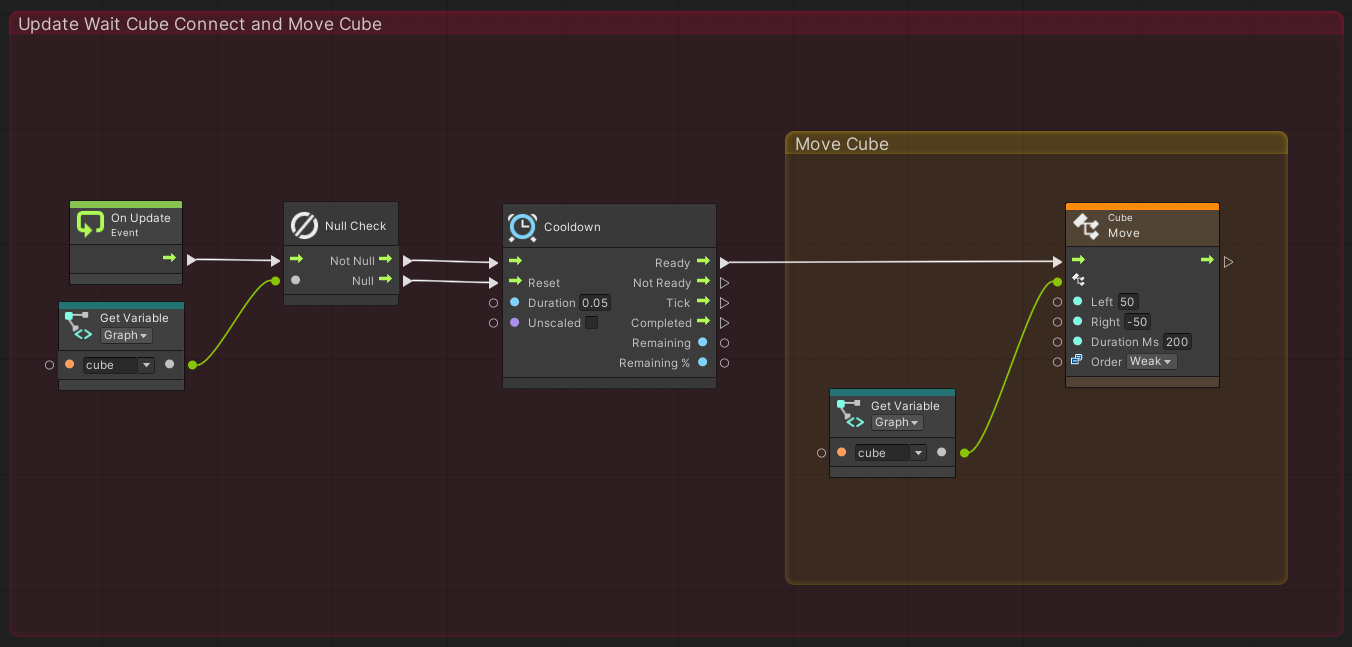 Update Wait Cube Connect and Move Cube
Move Cube
On Update
Event
Get Variable
Graph
cube
Null Check
Not Null
Null
Cooldown
Ready
Reset
Not Ready
Duration 0.05
Tick
Unscaled
Completed
Remaining
Remaining %
Get Variable
Graph
cube
Cube
Move
Left 50
Right -50
Duration Ms 200
Order Weak